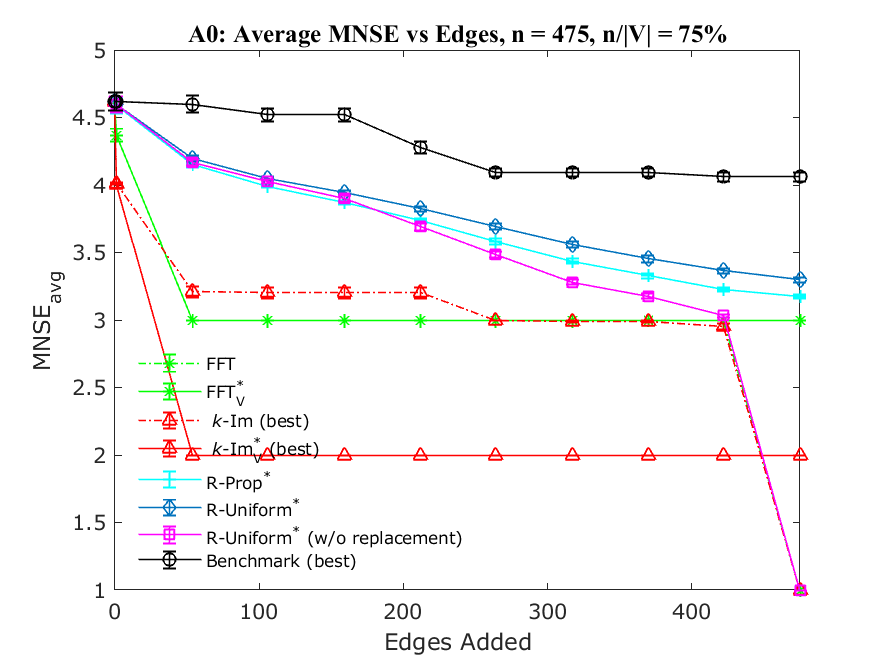 A0: Average MNSE vs Edges, n = 475, n/|V| = 75%
5
4.5
4
3.5
3
2.5
2
1.5
1
MNSE_avg
FFT
FFT*_V
k-Im (best)
k-Im*_V (best)
R-Prop*
R-Uniform*
R-Uniform* (w/o replacement)
Benchmark (best)
0 100 200 300 400
Edges Added